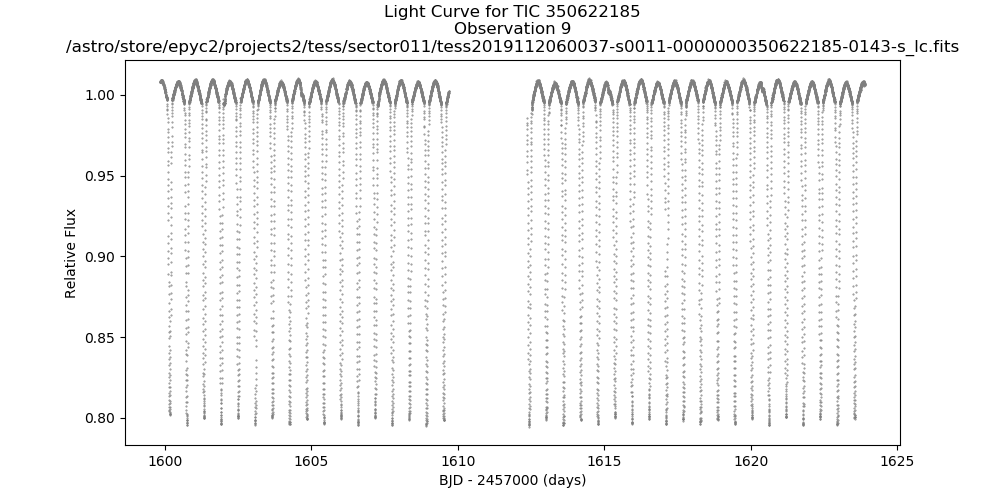 Light Curve for TIC 350622185
Observation 9
/astro/store/epyc2/projects2/tess/sector011/tess2019112060037-s0011-0000000350622185-0143-s_lc.fits
1.00
0.95
0.90
0.85
0.80
Relative Flux
1600
1605
1610
1615
1620
1625
BJD - 2457000 (days)